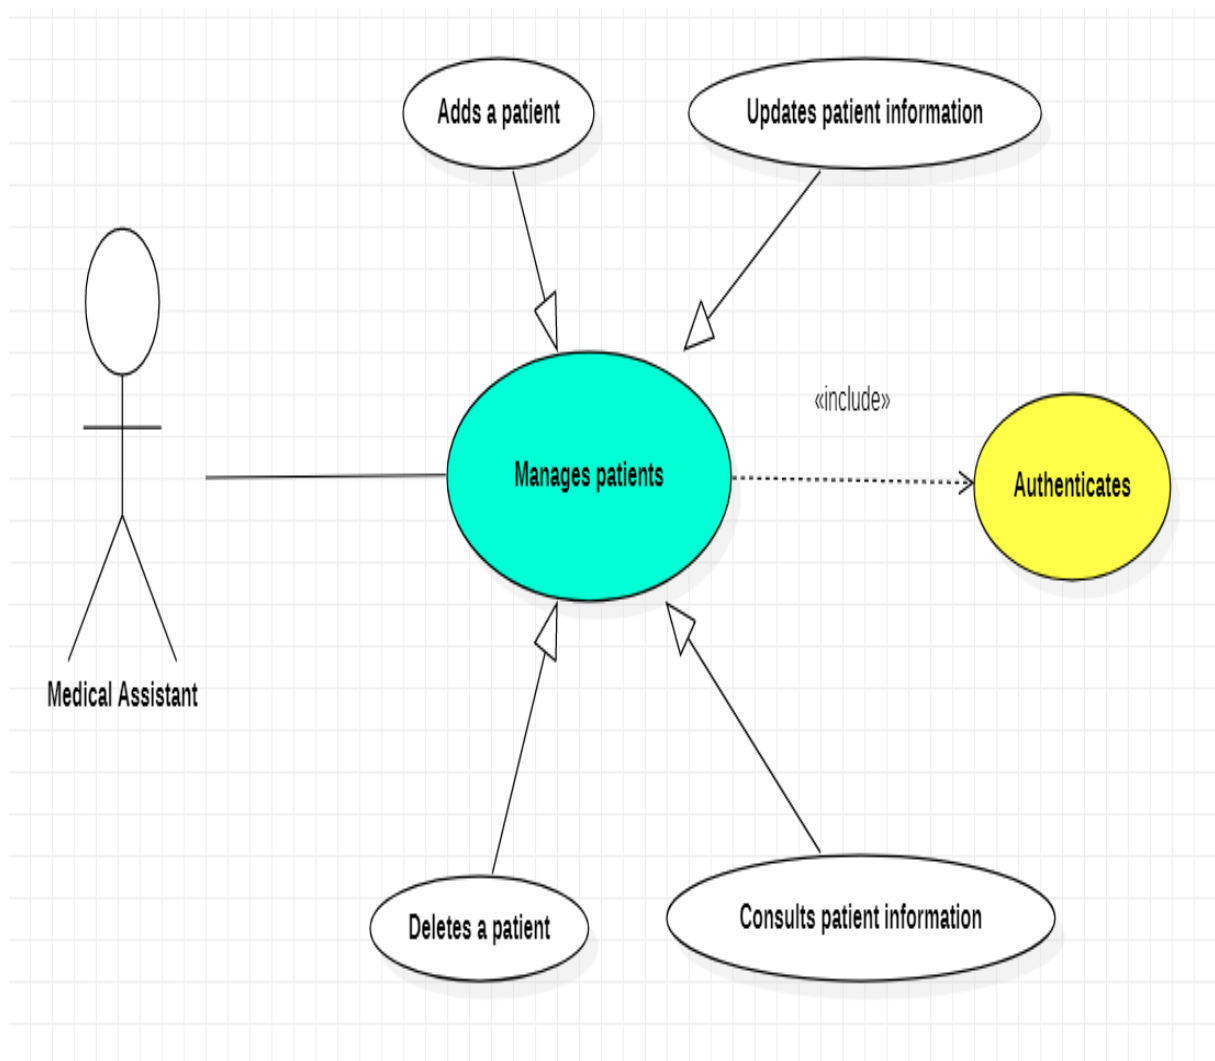 Adds a patient
Updates patient information
«include»
Manages patients
Authenticates
Medical Assistant
Deletes a patient
Consults patient information